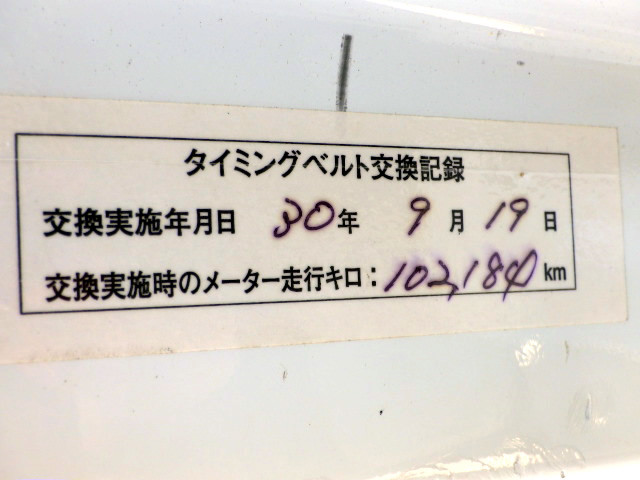 タイミングベルト交換記録
交換実施年月日 30年 9月 19日
交換実施時のメーター走行キロ：102,180km